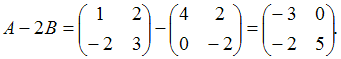 A − 2B = (1 2; −2 3) − (4 2; 0 −2) = (−3 0; −2 5).